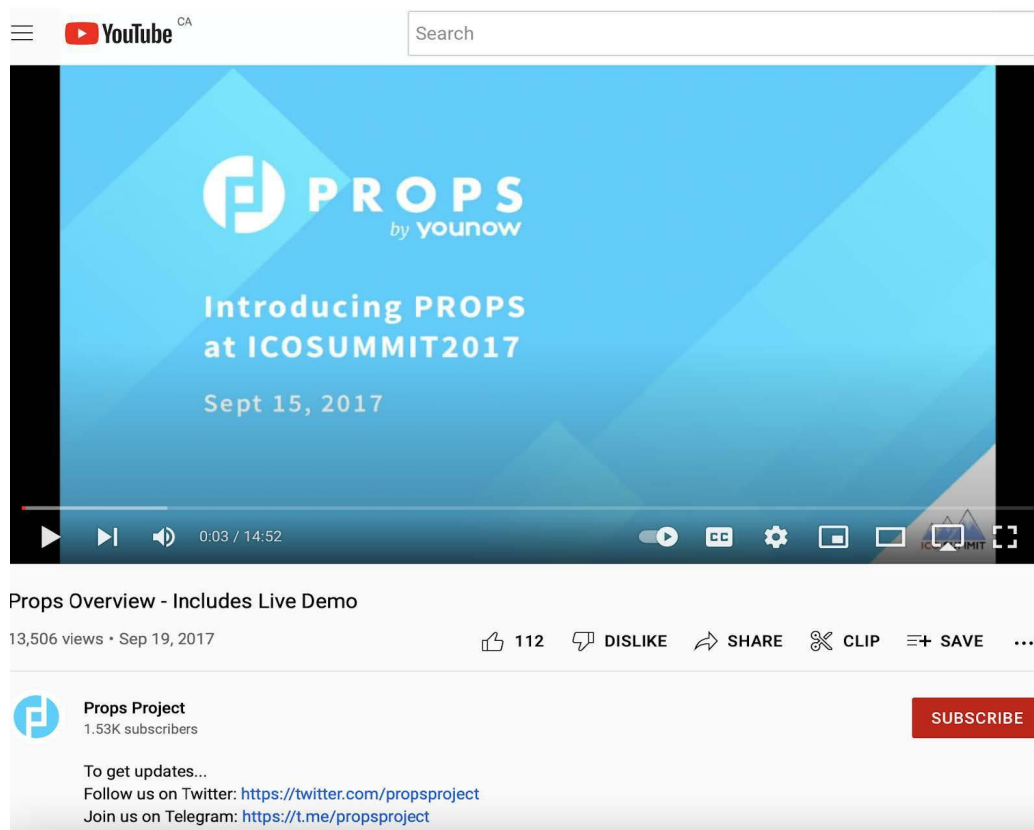 YouTube CA
Search
PROPS
by younow
Introducing PROPS
at ICOSUMMIT2017
Sept 15, 2017
0:03 / 14:52
CC
Props Overview - Includes Live Demo
13,506 views • Sep 19, 2017
112 DISLIKE SHARE CLIP SAVE ...
Props Project
1.53K subscribers
SUBSCRIBE
To get updates...
Follow us on Twitter: https://twitter.com/propsproject
Join us on Telegram: https://t.me/propsproject